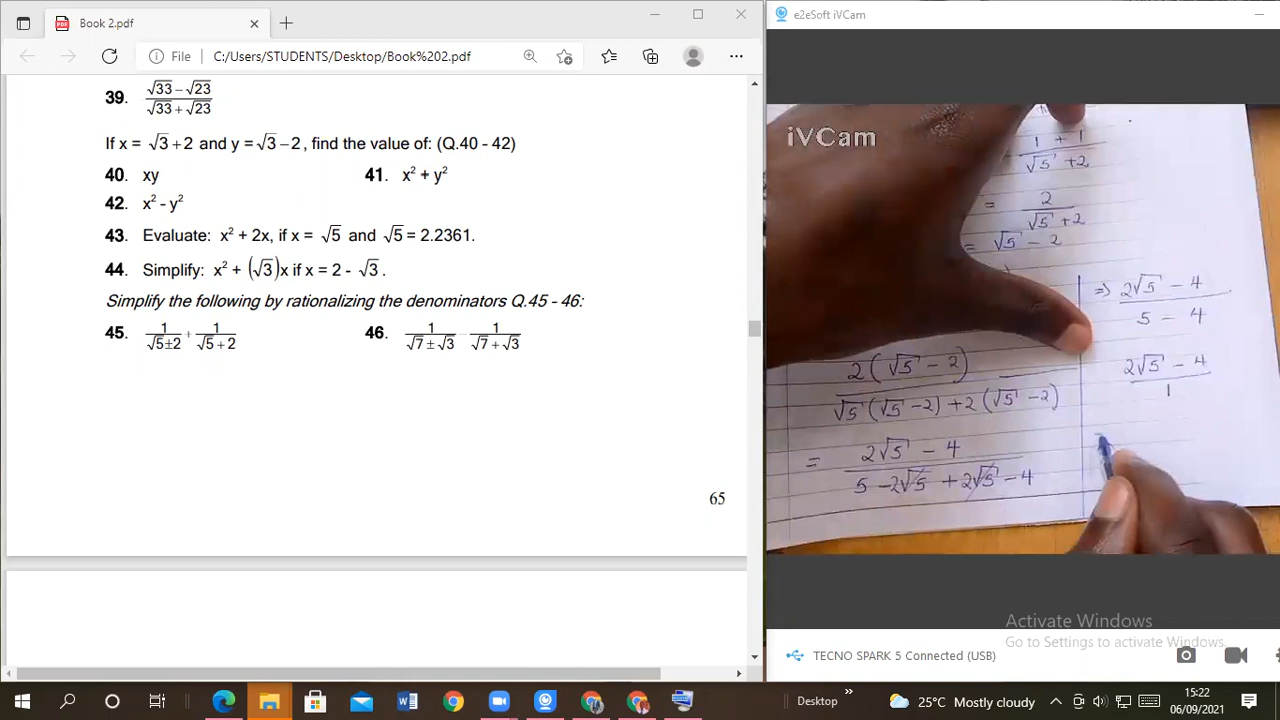 Book 2.pdf
File C:/Users/STUDENTS/Desktop/Book%202.pdf
39. √33 − √23 / √33 + √23
If x = √3 + 2 and y = √3 − 2, find the value of: (Q.40 - 42)
40. xy 41. x² + y²
42. x² - y²
43. Evaluate: x² + 2x, if x = √5 and √5 = 2.2361.
44. Simplify: x² + (√3)x if x = 2 - √3.
Simplify the following by rationalizing the denominators Q.45 - 46:
45. 1/√5±2 + 1/√5+2 46. 1/√7±√3 − 1/√7+√3
65
e2eSoft iVCam
iVCam
1 + 1
√5 + 2
= 2
√5 + 2
= √5 − 2
2(√5 − 2)
√5(√5 − 2) + 2(√5 − 2)
= 2√5 − 4
5 − 2√5 + 2√5 − 4
⇒ 2√5 − 4
5 − 4
2√5 − 4
1
Activate Windows
Go to Settings to activate Windows.
TECNO SPARK 5 Connected (USB)
Desktop
25°C Mostly cloudy
15:22
06/09/2021